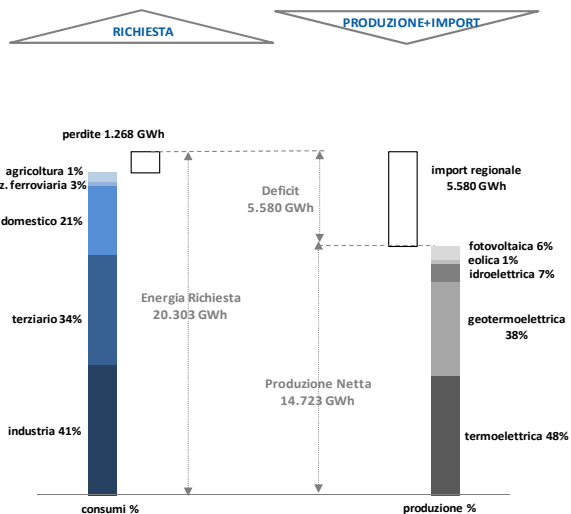 RICHIESTA
PRODUZIONE+IMPORT
perdite 1.268 GWh
agricoltura 1%
z. ferroviaria 3%
domestico 21%
terziario 34%
industria 41%
consumi %
Energia Richiesta
20.303 GWh
Deficit
5.580 GWh
Produzione Netta
14.723 GWh
import regionale
5.580 GWh
fotovoltaica 6%
eolica 1%
idroelettrica 7%
geotermoelettrica
38%
termoelettrica 48%
produzione %